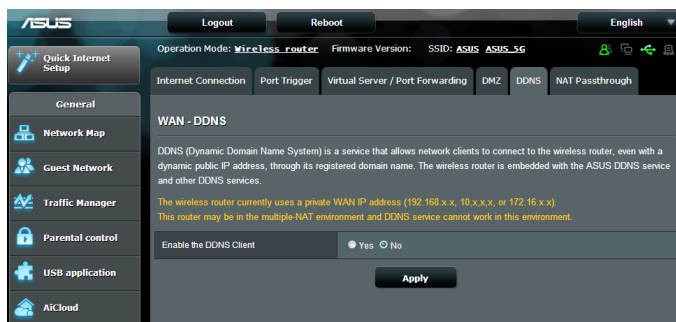 ASUS
Logout
Reboot
English
Quick Internet
Setup
Operation Mode: Wireless router Firmware Version: SSID: ASUS ASUS_5G
Internet Connection
Port Trigger
Virtual Server / Port Forwarding
DMZ
DDNS
NAT Passthrough
General
Network Map
Guest Network
Traffic Manager
Parental control
USB application
AiCloud
WAN - DDNS
DDNS (Dynamic Domain Name System) is a service that allows network clients to connect to the wireless router, even with a
dynamic public IP address, through its registered domain name. The wireless router is embedded with the ASUS DDNS service
and other DDNS services.
The wireless router currently uses a private WAN IP address (192.168.x.x, 10,x,x,x, or 172.16.x.x).
This router may be in the multiple-NAT environment and DDNS service cannot work in this environment.
Enable the DDNS Client
Yes No
Apply